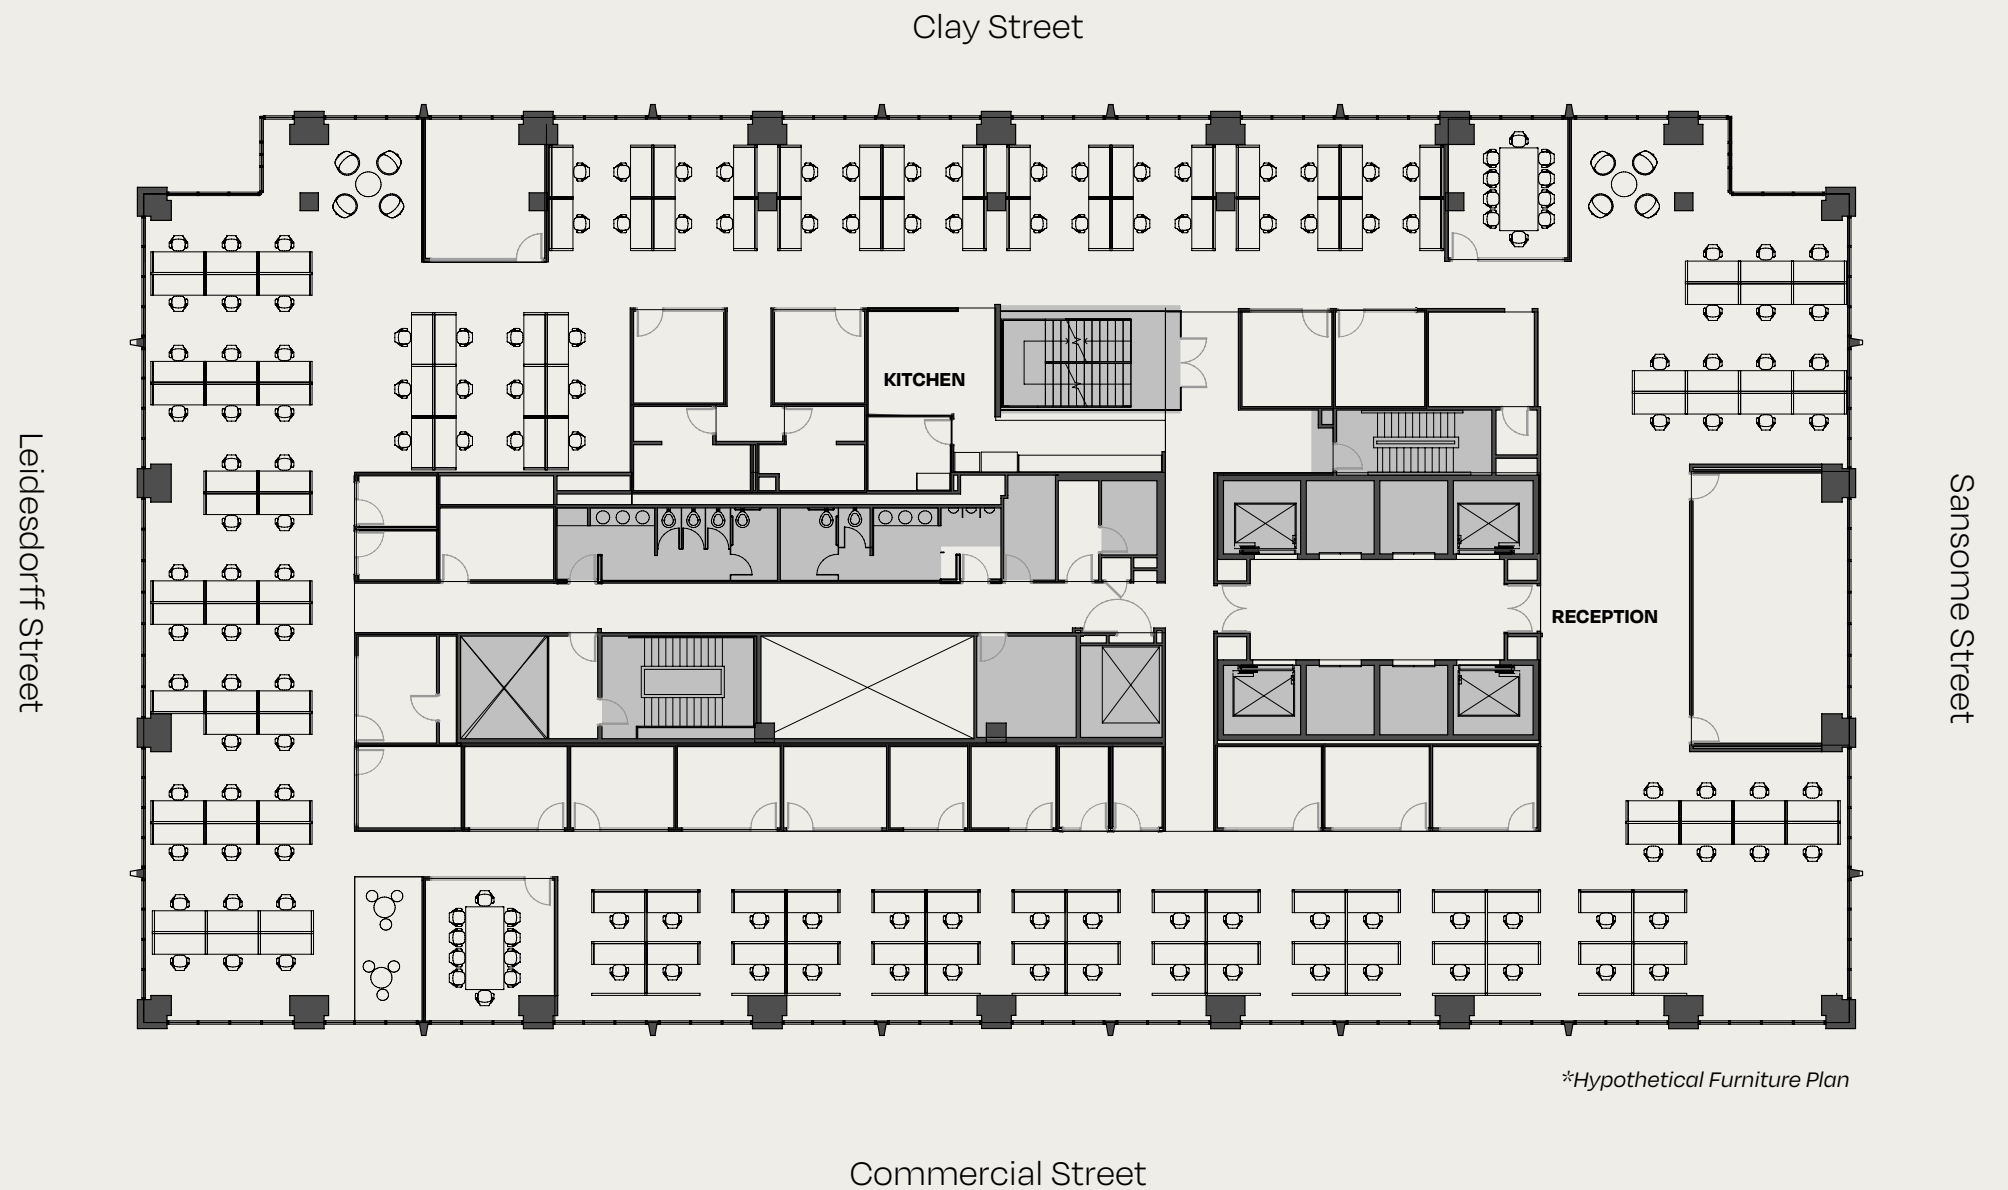 Clay Street
KITCHEN
Leidesdorff Street
Sansome Street
RECEPTION
*Hypothetical Furniture Plan
Commercial Street